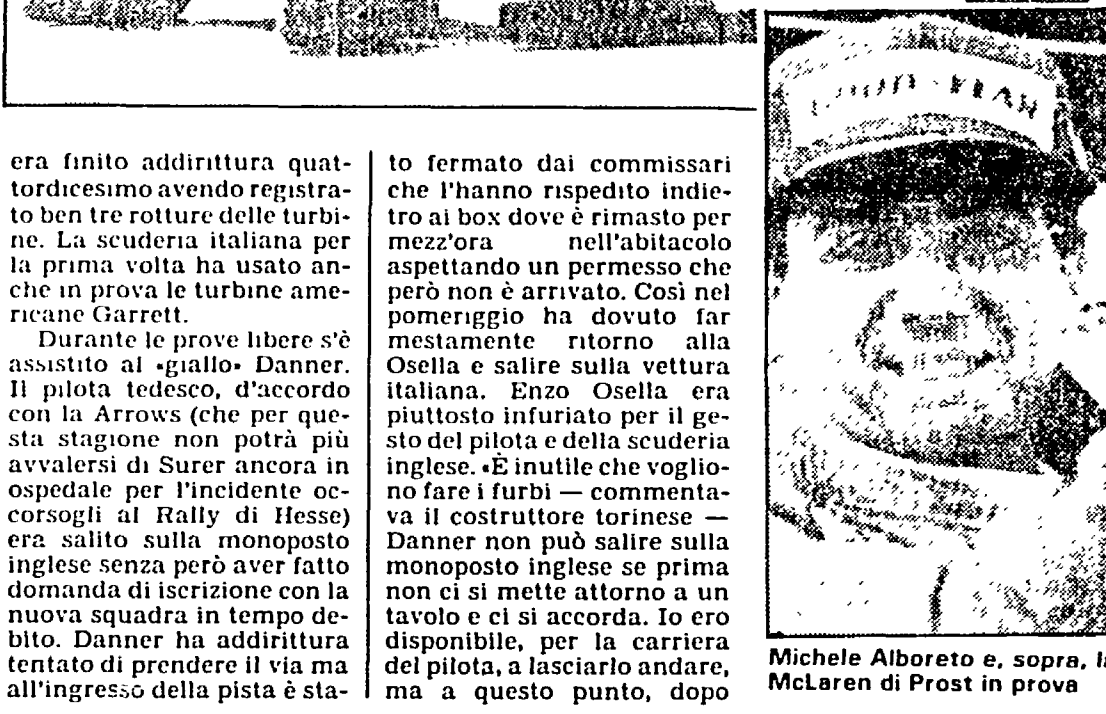 era finito addirittura quat-
tordicesimo avendo registra-
to ben tre rotture delle turbi-
ne. La scuderia italiana per
la prima volta ha usato an-
che in prova le turbine ame-
ricane Garrett.
Durante le prove libere s'è
assistito al «giallo» Danner.
Il pilota tedesco, d'accordo
con la Arrows (che per que-
sta stagione non potrà più
avvalersi di Surer ancora in
ospedale per l'incidente oc-
corsogli al Rally di Hesse)
era salito sulla monoposto
inglese senza però aver fatto
domanda di iscrizione con la
nuova squadra in tempo de-
bito. Danner ha addirittura
tentato di prendere il via ma
all'ingresso della pista è sta-
to fermato dai commissari
che l'hanno rispedito indie-
tro ai box dove è rimasto per
mezz'ora nell'abitacolo
aspettando un permesso che
però non è arrivato. Così nel
pomeriggio ha dovuto far
mestamente ritorno alla
Osella e salire sulla vettura
italiana. Enzo Osella era
piuttosto infuriato per il ge-
sto del pilota e della scuderia
inglese. «È inutile che voglio-
no fare i furbi — commenta-
va il costruttore torinese —
Danner non può salire sulla
monoposto inglese se prima
non ci si mette attorno a un
tavolo e ci si accorda. Io ero
disponibile, per la carriera
del pilota, a lasciarlo andare,
ma a questo punto, dopo
Michele Alboreto e, sopra, la
McLaren di Prost in prova